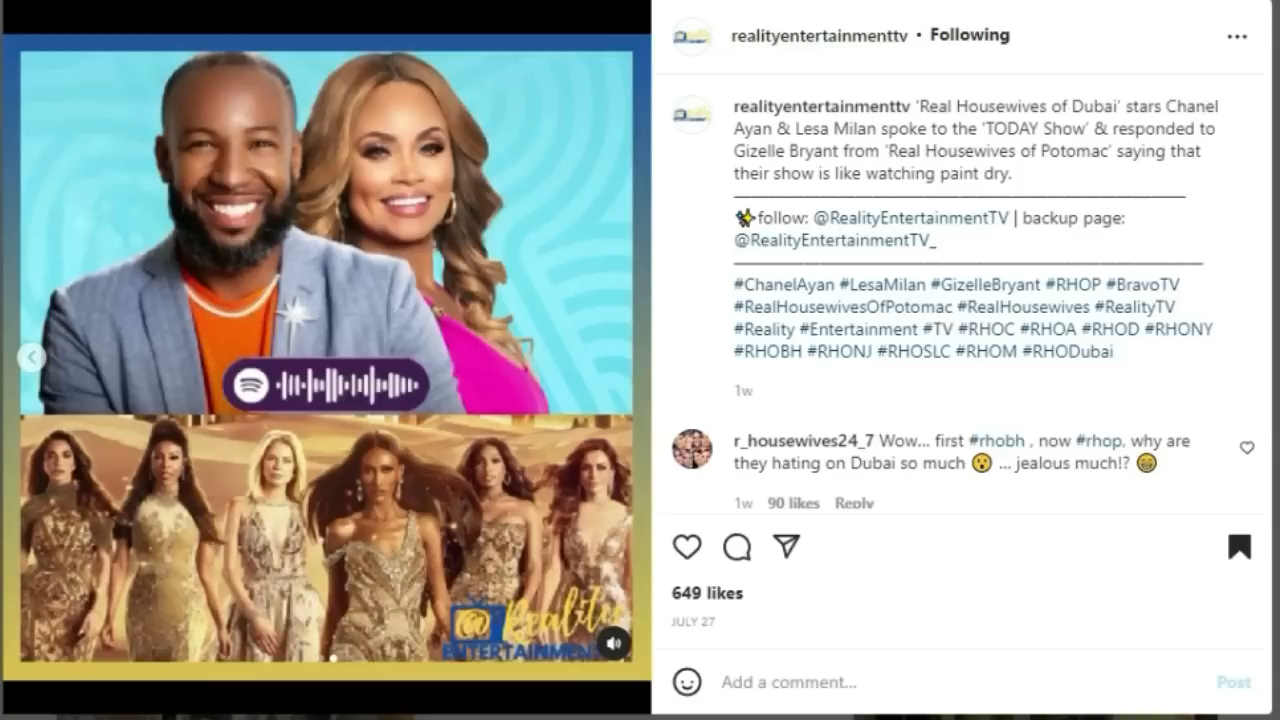 realityentertainmenttv • Following
realityentertainmenttv 'Real Housewives of Dubai' stars Chanel
Ayan & Lesa Milan spoke to the 'TODAY Show' & responded to
Gizelle Bryant from 'Real Housewives of Potomac' saying that
their show is like watching paint dry.
✨follow: @RealityEntertainmentTV | backup page:
@RealityEntertainmentTV_
#ChanelAyan #LesaMilan #GizelleBryant #RHOP #BravoTV
#RealHousewivesOfPotomac #RealHousewives #RealityTV
#Reality #Entertainment #TV #RHOC #RHOA #RHOD #RHONY
#RHOBH #RHONJ #RHOSLC #RHOM #RHODubai
1w
r_housewives24_7 Wow... first #rhobh , now #rhop, why are
they hating on Dubai so much 😮 ... jealous much!? 😁
1w 90 likes Reply
649 likes
JULY 27
Add a comment... Post
@Reality
ENTERTAINMEN